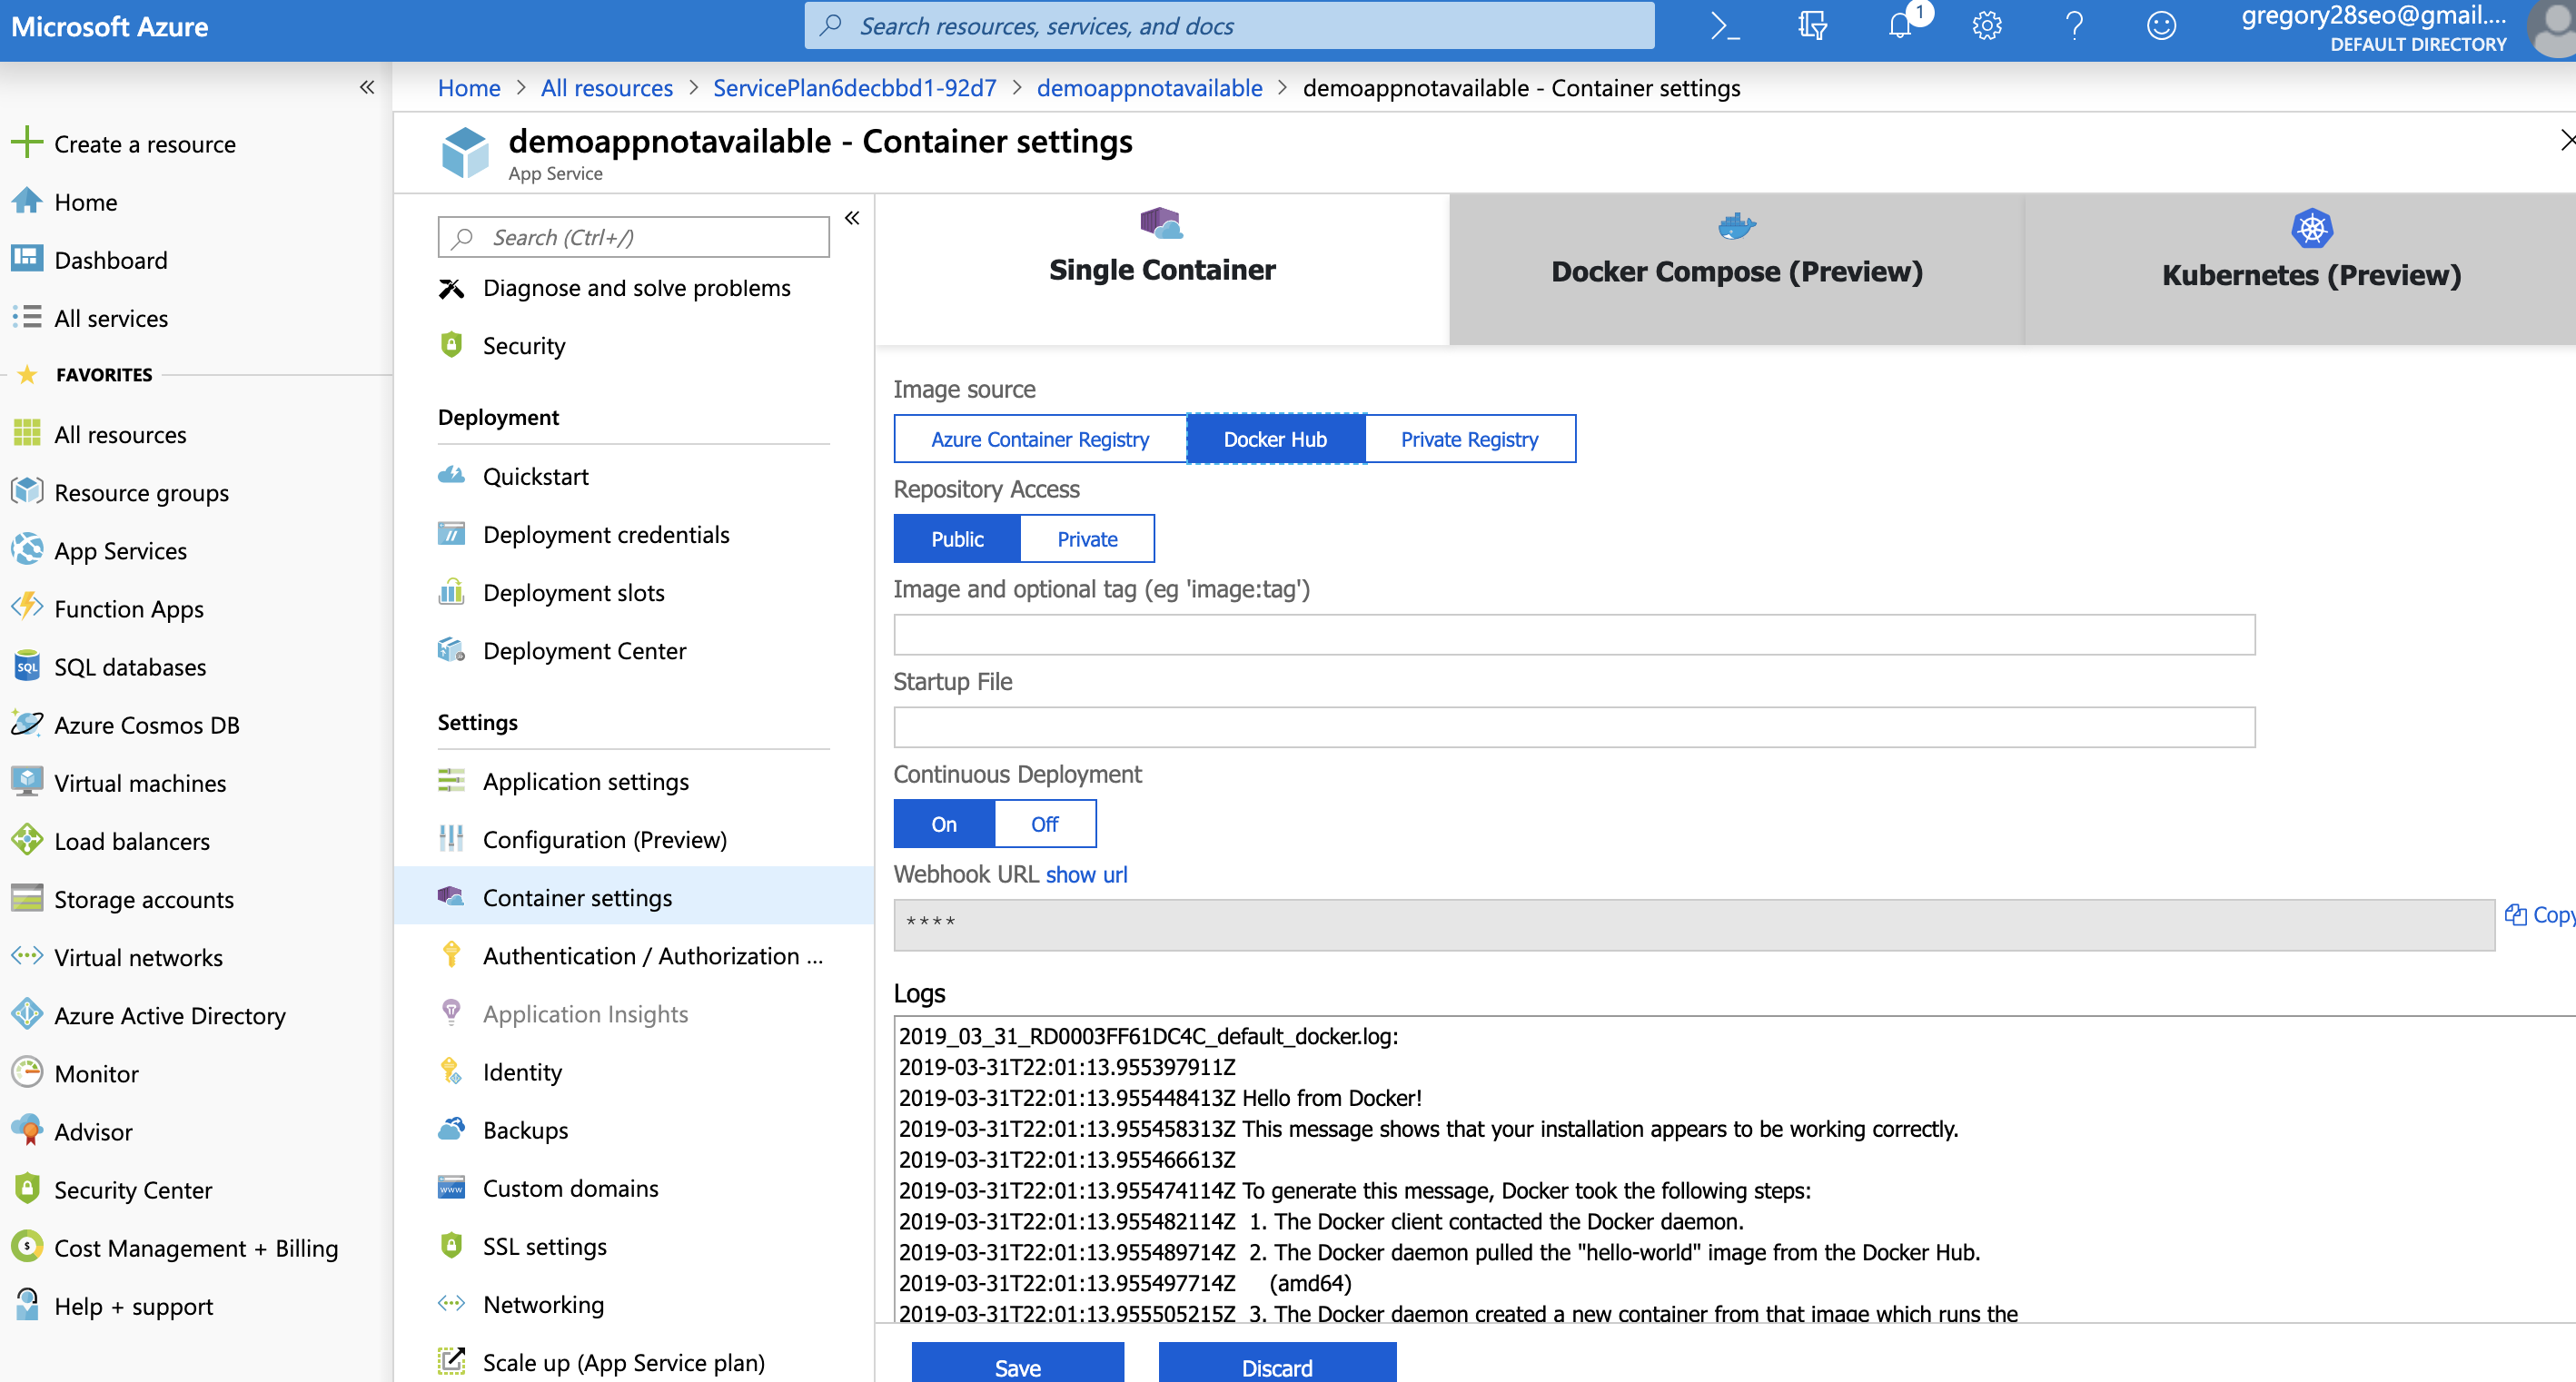 Microsoft Azure
Search resources, services, and docs
1
gregory28seo@gmail....
DEFAULT DIRECTORY
Create a resource
Home
Dashboard
All services
FAVORITES
All resources
Resource groups
App Services
Function Apps
SQL
SQL databases
Azure Cosmos DB
Virtual machines
Load balancers
Storage accounts
Virtual networks
Azure Active Directory
Monitor
Advisor
Security Center
Cost Management + Billing
Help + support
Home > All resources > ServicePlan6decbbd1-92d7 > demoappnotavailable > demoappnotavailable - Container settings
demoappnotavailable - Container settings
App Service
Search (Ctrl+/)
Diagnose and solve problems
Security
Deployment
Quickstart
Deployment credentials
Deployment slots
Deployment Center
Settings
Application settings
Configuration (Preview)
Container settings
Authentication / Authorization ...
Application Insights
Identity
Backups
www
Custom domains
SSL settings
Networking
Scale up (App Service plan)
Single Container
Docker Compose (Preview)
Kubernetes (Preview)
Image source
Azure Container Registry
Docker Hub
Private Registry
Repository Access
Public
Private
Image and optional tag (eg 'image:tag')
Startup File
Continuous Deployment
On
Off
Webhook URL show url
****
Copy
Logs
2019_03_31_RD0003FF61DC4C_default_docker.log:
2019-03-31T22:01:13.955397911Z
2019-03-31T22:01:13.955448413Z Hello from Docker!
2019-03-31T22:01:13.955458313Z This message shows that your installation appears to be working correctly.
2019-03-31T22:01:13.955466613Z
2019-03-31T22:01:13.955474114Z To generate this message, Docker took the following steps:
2019-03-31T22:01:13.955482114Z 1. The Docker client contacted the Docker daemon.
2019-03-31T22:01:13.955489714Z 2. The Docker daemon pulled the "hello-world" image from the Docker Hub.
2019-03-31T22:01:13.955497714Z (amd64)
2019-03-31T22:01:13.955505215Z 3. The Docker daemon created a new container from that image which runs the
Save
Discard